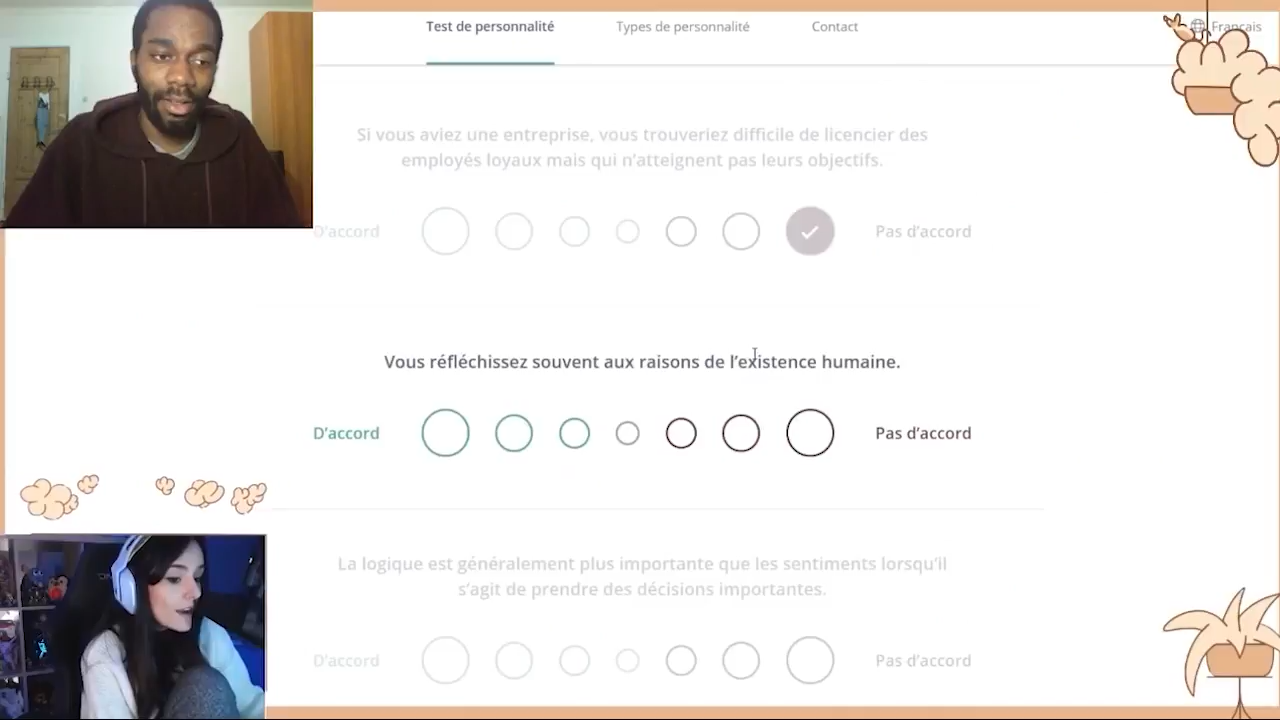 Test de personnalité
Types de personnalité
Contact
Français
Si vous aviez une entreprise, vous trouveriez difficile de licencier des
employés loyaux mais qui n'atteignent pas leurs objectifs.
D'accord
Pas d'accord
Vous réfléchissez souvent aux raisons de l'existence humaine.
D'accord
Pas d'accord
La logique est généralement plus importante que les sentiments lorsqu'il
s'agit de prendre des décisions importantes.
D'accord
Pas d'accord